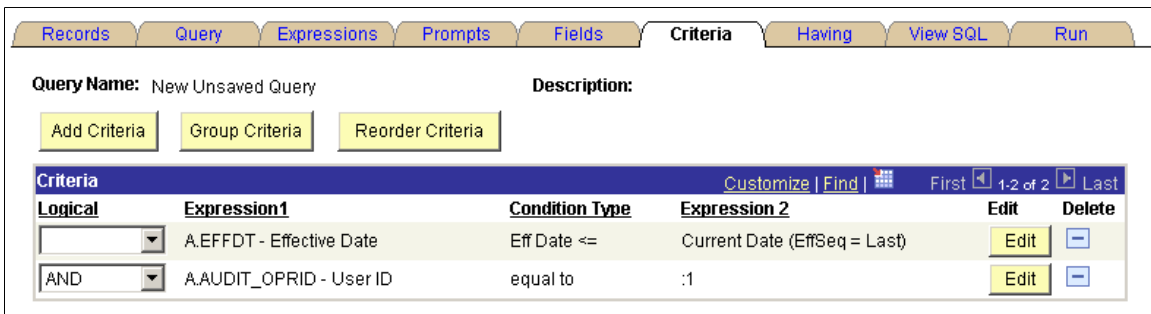 Records Query Expressions Prompts Fields Criteria Having View SQL Run
Query Name: New Unsaved Query Description:
Add Criteria Group Criteria Reorder Criteria
Criteria Customize | Find | First 1-2 of 2 Last
Logical Expression1 Condition Type Expression 2 Edit Delete
A.EFFDT - Effective Date Eff Date <= Current Date (EffSeq = Last) Edit
AND A.AUDIT_OPRID - User ID equal to :1 Edit